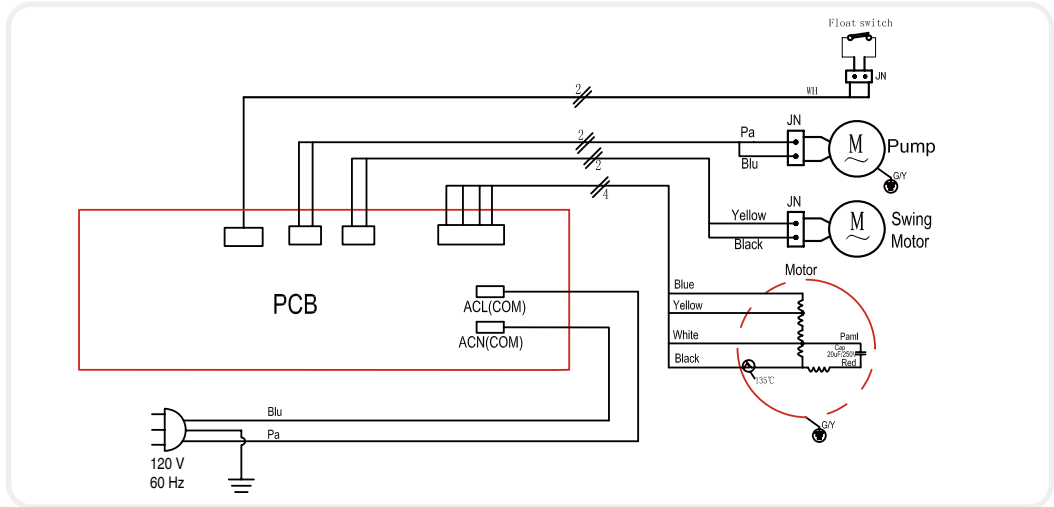 Float switch
JN
2
WH
JN
Pa
2
Blu
M
Pump
2
G/Y
4
JN
Yellow
M
Swing
Motor
Black
Motor
Blue
PCB
ACL(COM)
Yellow
White
Paml
ACN(COM)
Cap
20uF/250V
Black
Red
135℃
Blu
G/Y
Pa
120 V
60 Hz